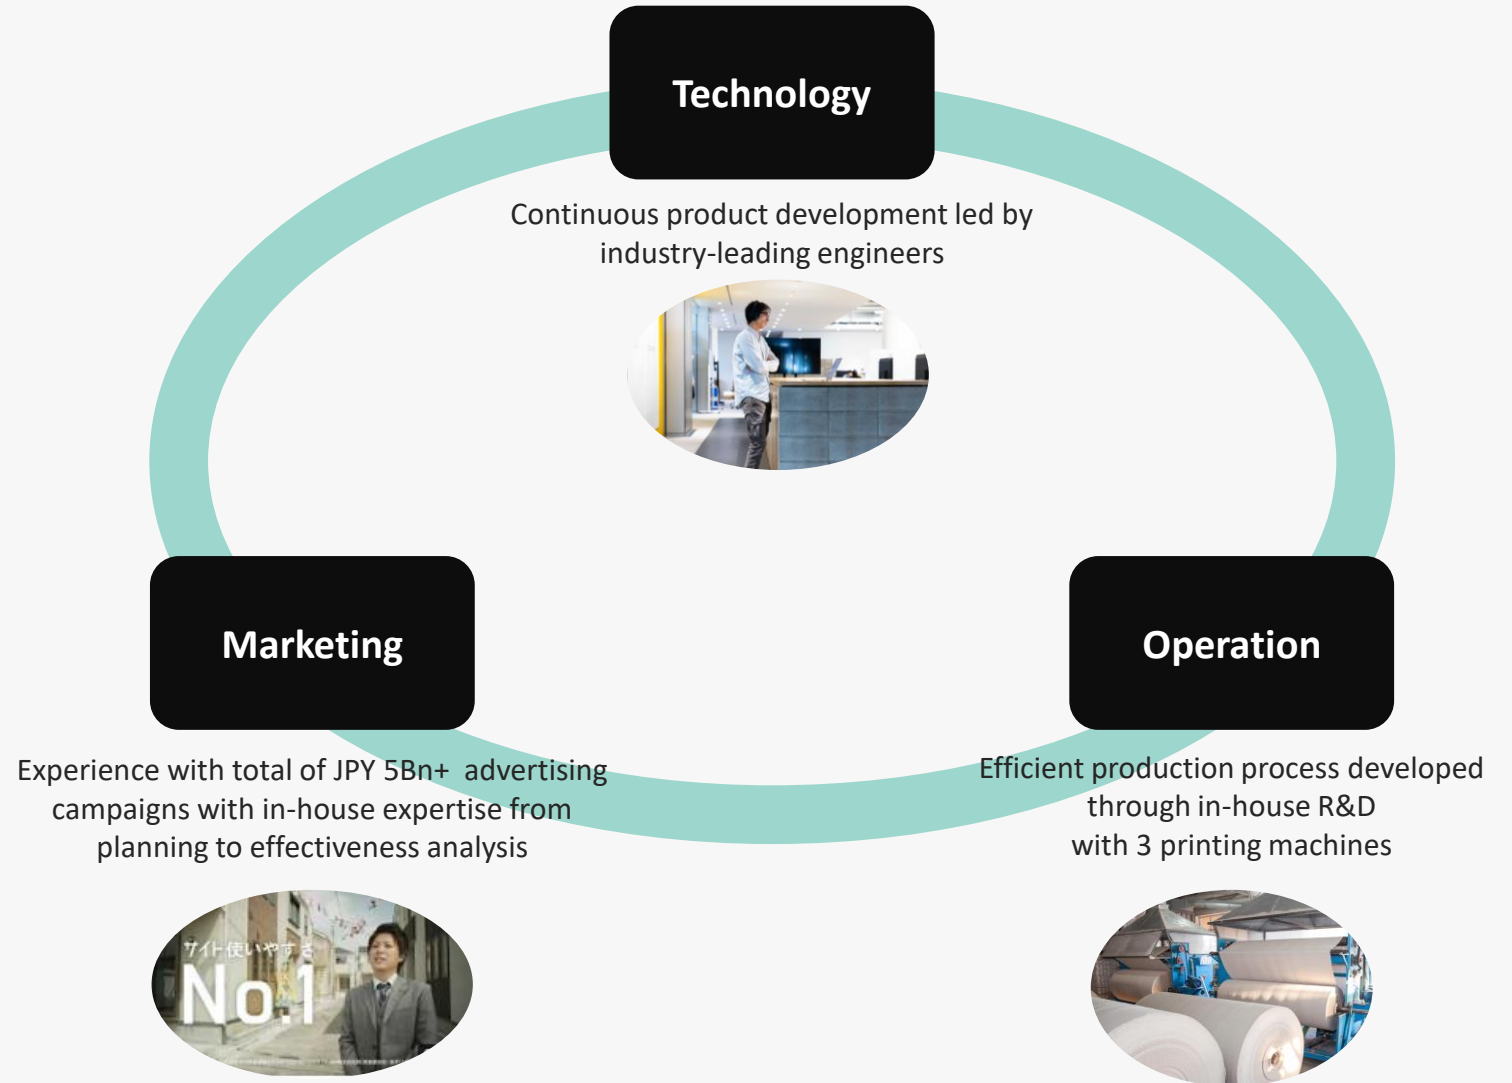 Technology
Continuous product development led by
industry-leading engineers
Marketing
Experience with total of JPY 5Bn+ advertising
campaigns with in-house expertise from
planning to effectiveness analysis
サイト使いやすさ
No.1
Operation
Efficient production process developed
through in-house R&D
with 3 printing machines